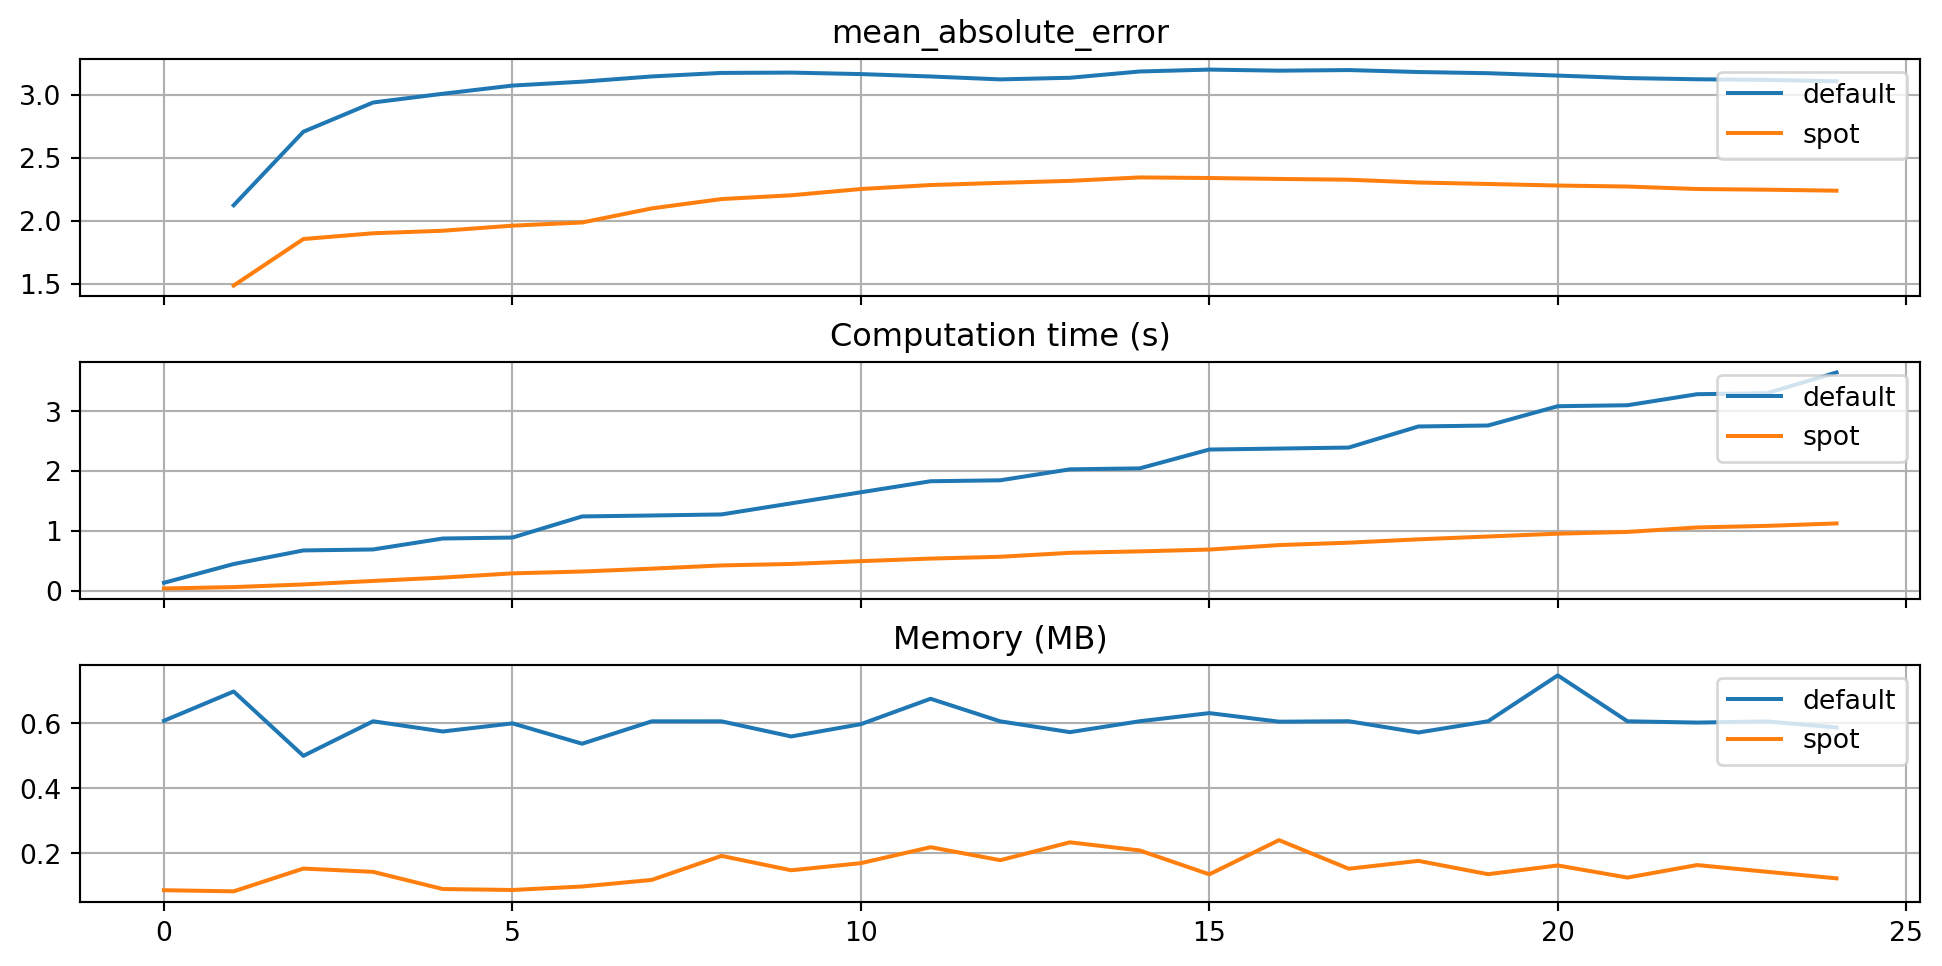 mean_absolute_error
3.0
2.5
2.0
1.5
default
spot
Computation time (s)
3
2
1
0
default
spot
Memory (MB)
0.6
0.4
0.2
default
spot
0 5 10 15 20 25